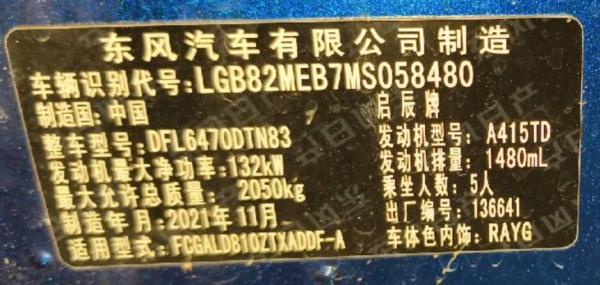 东风汽车有限公司制造
车辆识别代号: LGB82MEB7MS058480
制造国: 中国 启辰牌
整车型号: DFL6470DTN83 发动机型号: A415TD
发动机最大净功率: 132kW 发动机排量: 1480mL
最大允许总质量: 2050kg 乘坐人数: 5人
制造年月: 2021年11月 出厂编号: 136641
适用型式: FCGALD810ZTXADDF-A 车体色内饰: RAYG